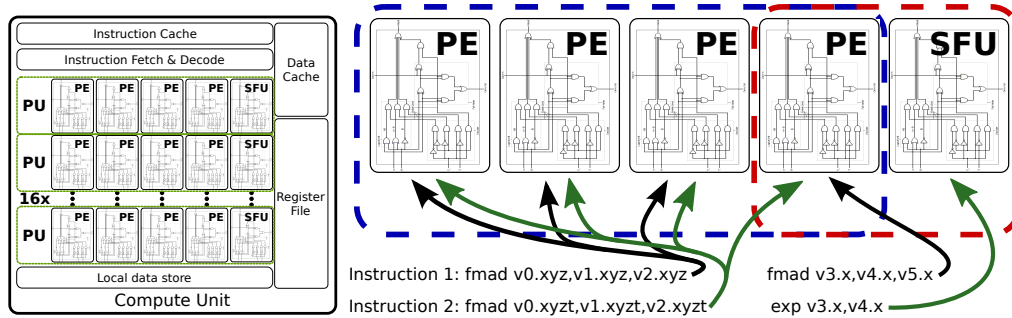 Instruction Cache
Instruction Fetch & Decode
Data
Cache
PU PE PE PE PE SFU
PU PE PE PE PE SFU
16x
PU PE PE PE PE SFU
Register
File
Local data store
Compute Unit
PE PE PE PE SFU
Instruction 1: fmad v0.xyz,v1.xyz,v2.xyz
fmad v3.x,v4.x,v5.x
Instruction 2: fmad v0.xyzt,v1.xyzt,v2.xyzt
exp v3.x,v4.x